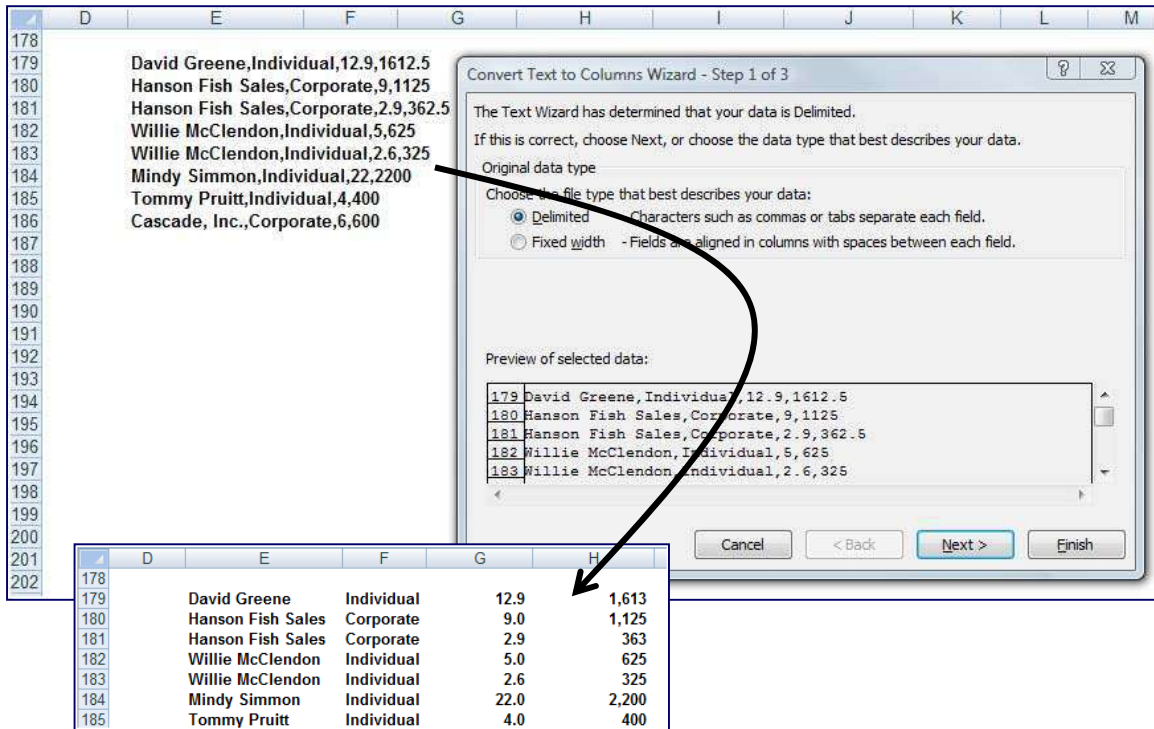 D E F G H I J K L M
178
179 David Greene,Individual,12.9,1612.5
180 Hanson Fish Sales,Corporate,9,1125
181 Hanson Fish Sales,Corporate,2.9,362.5
182 Willie McClendon,Individual,5,625
183 Willie McClendon,Individual,2.6,325
184 Mindy Simmon,Individual,22,2200
185 Tommy Pruitt,Individual,4,400
186 Cascade, Inc.,Corporate,6,600
187
188
189
190
191
192
193
194
195
196
197
198
199
200
201
202
Convert Text to Columns Wizard - Step 1 of 3
The Text Wizard has determined that your data is Delimited.
If this is correct, choose Next, or choose the data type that best describes your data.
Original data type
Choose the file type that best describes your data:
Delimited - Characters such as commas or tabs separate each field.
Fixed width - Fields are aligned in columns with spaces between each field.
Preview of selected data:
179 David Greene,Individual,12.9,1612.5
180 Hanson Fish Sales,Corporate,9,1125
181 Hanson Fish Sales,Corporate,2.9,362.5
182 Willie McClendon,Individual,5,625
183 Willie McClendon,Individual,2.6,325
Cancel < Back Next > Finish
D E F G H
178
179 David Greene Individual 12.9 1,613
180 Hanson Fish Sales Corporate 9.0 1,125
181 Hanson Fish Sales Corporate 2.9 363
182 Willie McClendon Individual 5.0 625
183 Willie McClendon Individual 2.6 325
184 Mindy Simmon Individual 22.0 2,200
185 Tommy Pruitt Individual 4.0 400